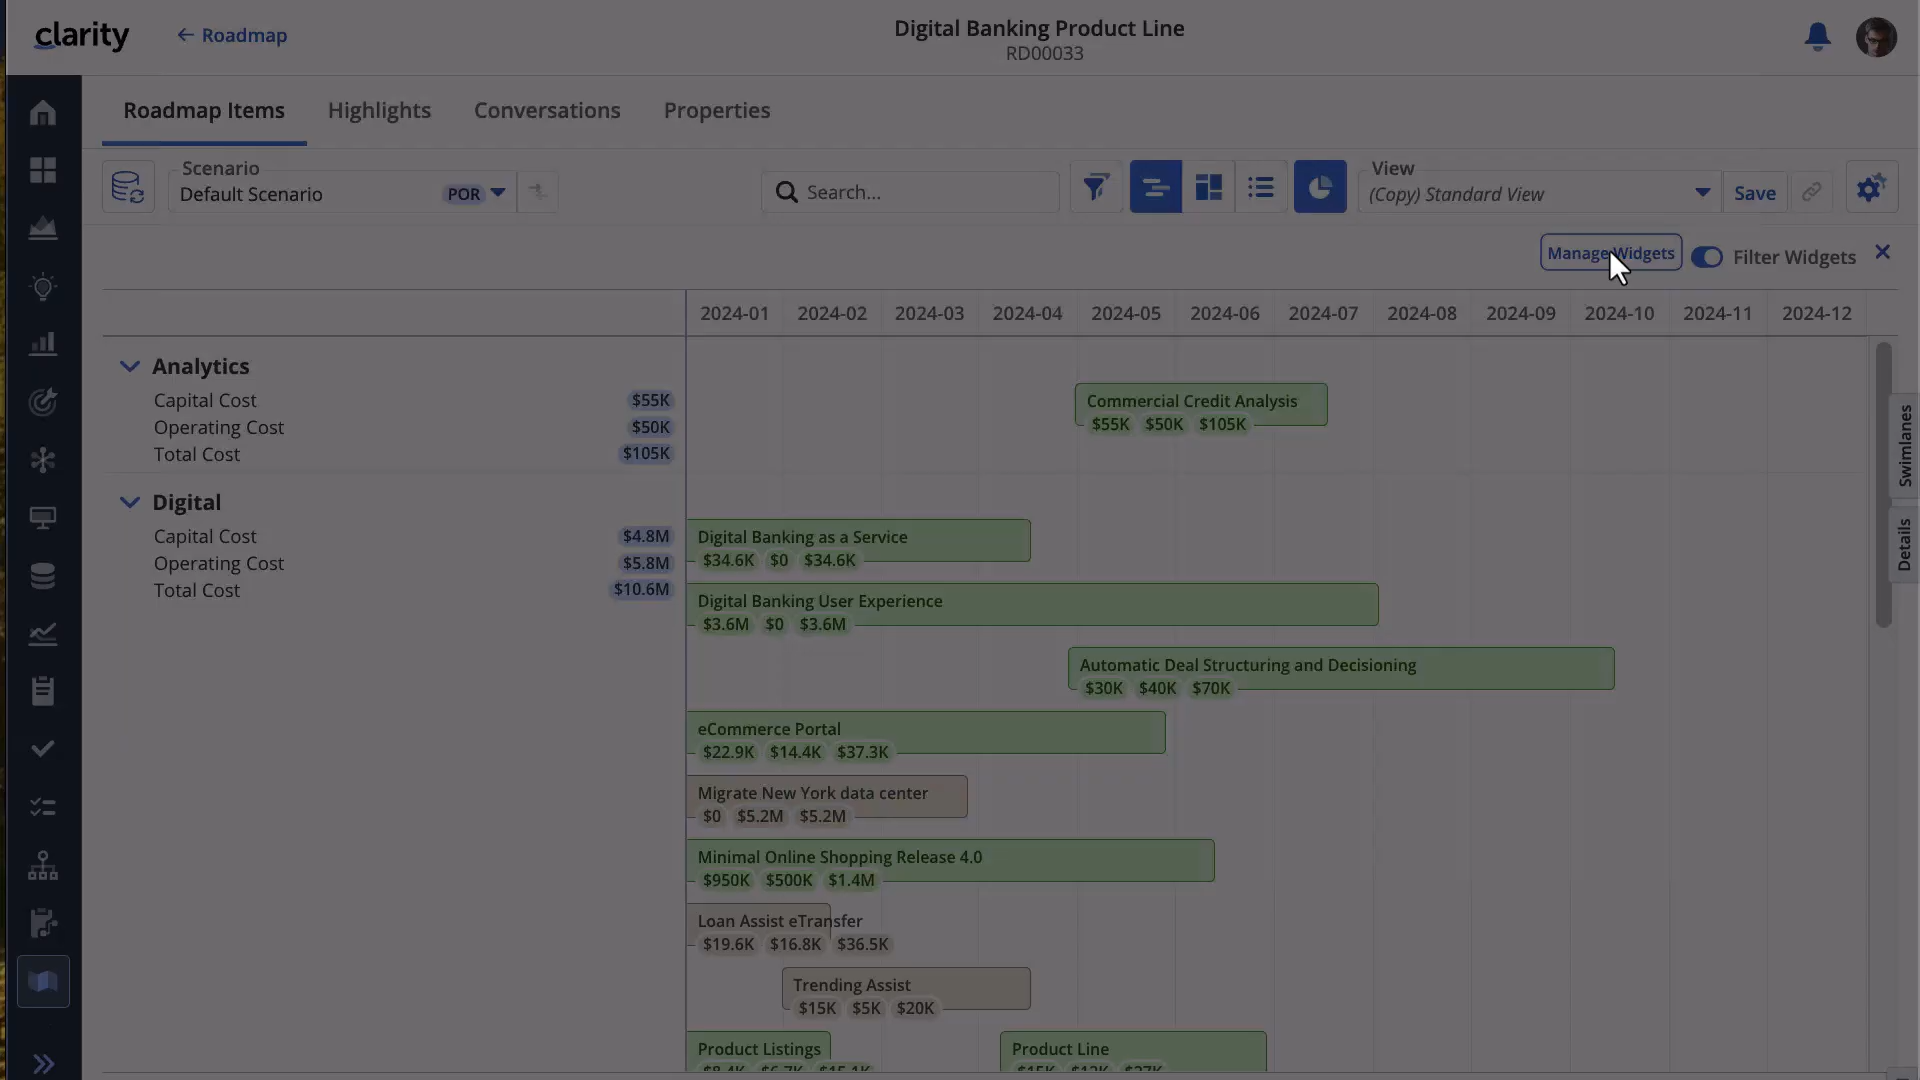 clarity
Roadmap
Digital Banking Product Line
RD00033
Roadmap Items
Highlights
Conversations
Properties
Scenario
Default Scenario
POR
Search...
View
(Copy) Standard View
Save
Manage Widgets
Filter Widgets
2024-01
2024-02
2024-03
2024-04
2024-05
2024-06
2024-07
2024-08
2024-09
2024-10
2024-11
2024-12
Analytics
Capital Cost $55K
Operating Cost $50K
Total Cost $105K
Commercial Credit Analysis
$55K $50K $105K
Digital
Capital Cost $4.8M
Operating Cost $5.8M
Total Cost $10.6M
Digital Banking as a Service
$34.6K $0 $34.6K
Digital Banking User Experience
$3.6M $0 $3.6M
Automatic Deal Structuring and Decisioning
$30K $40K $70K
eCommerce Portal
$22.9K $14.4K $37.3K
Migrate New York data center
$0 $5.2M $5.2M
Minimal Online Shopping Release 4.0
$950K $500K $1.4M
Loan Assist eTransfer
$19.6K $16.8K $36.5K
Trending Assist
$15K $5K $20K
Product Listings
Product Line
Swimlanes
Details